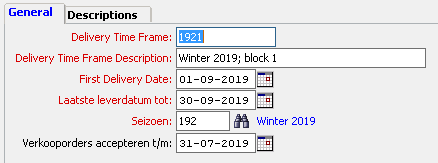 General Descriptions
Delivery Time Frame: 1921
Delivery Time Frame Description: Winter 2019; block 1
First Delivery Date: 01-09-2019
Laatste leverdatum tot: 30-09-2019
Seizoen: 192 Winter 2019
Verkooporders accepteren t/m: 31-07-2019